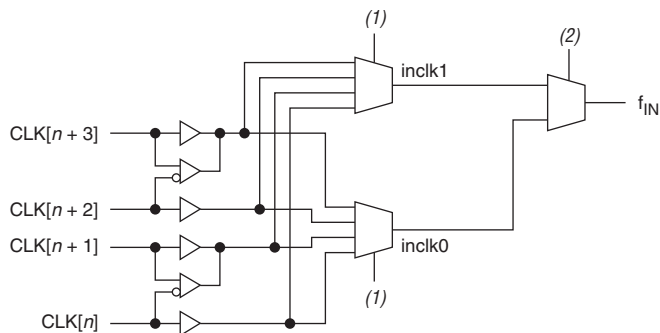 (1)
(2)
inclk1
f_IN
CLK[n + 3]
CLK[n + 2]
CLK[n + 1]
inclk0
(1)
CLK[n]